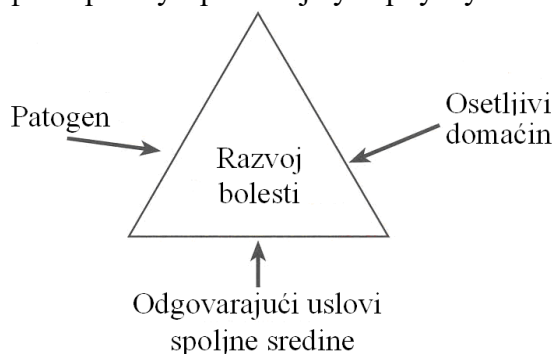 Patogen
Osetljivi
domaćin
Razvoj
bolesti
Odgovarajući uslovi
spoljne sredine